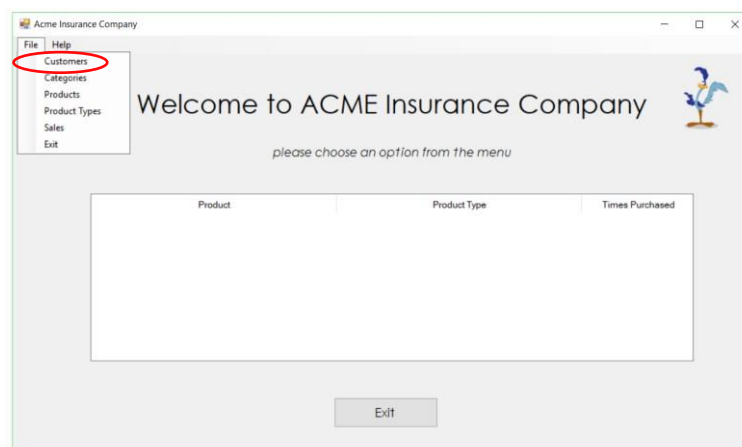 Acme Insurance Company
File Help
Customers
Categories
Products
Product Types
Sales
Exit
Welcome to ACME Insurance Company
please choose an option from the menu
Product Product Type Times Purchased
Exit